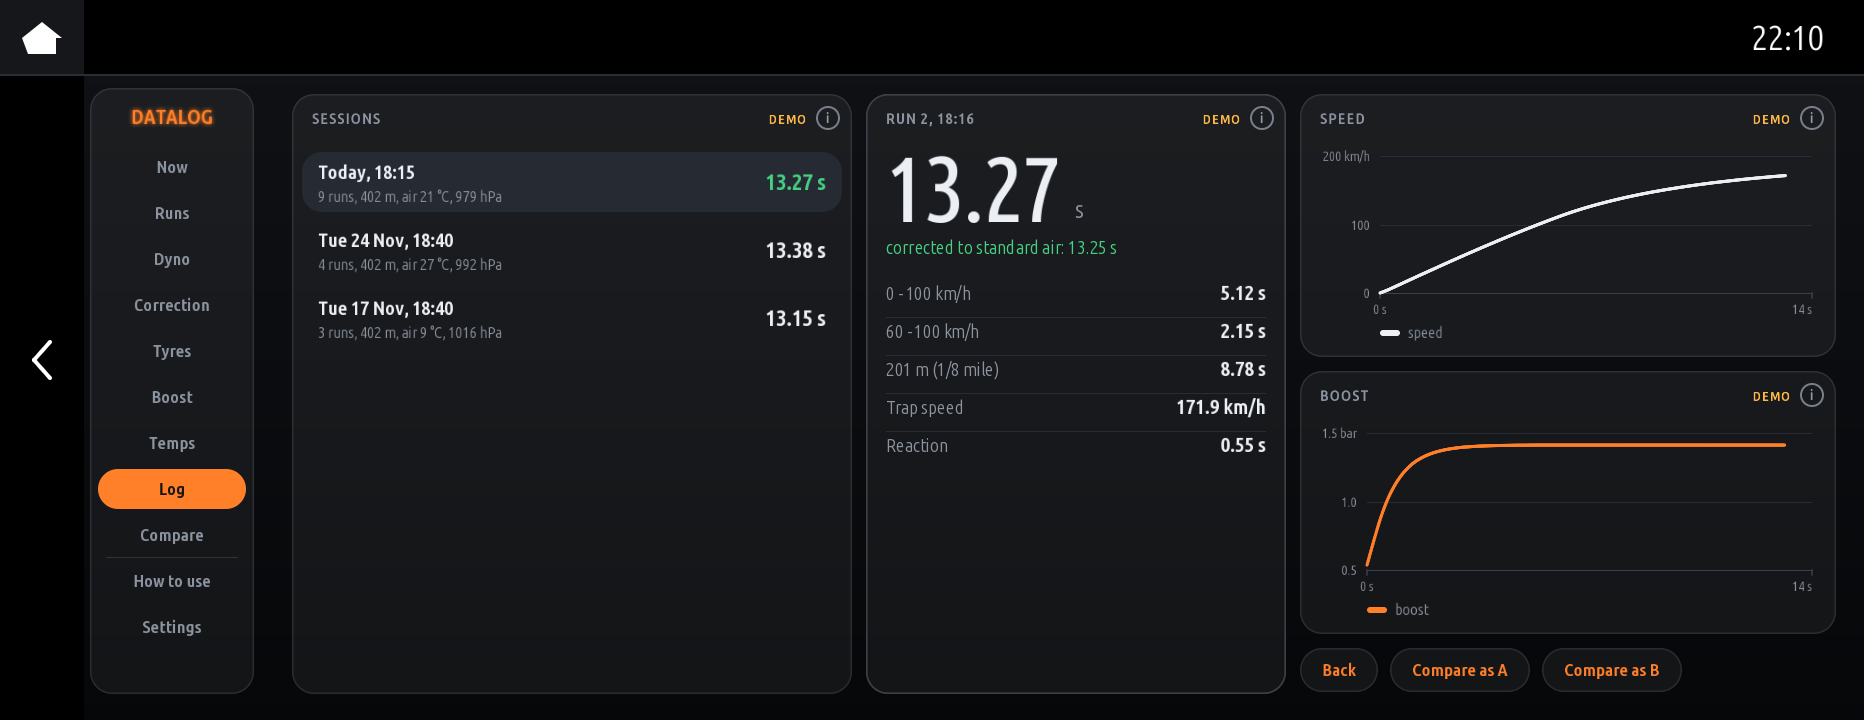 22:10
DATALOG
Now
Runs
Dyno
Correction
Tyres
Boost
Temps
Log
Compare
How to use
Settings
SESSIONS
DEMO
i
Today, 18:15
9 runs, 402 m, air 21 °C, 979 hPa
13.27 s
Tue 24 Nov, 18:40
4 runs, 402 m, air 27 °C, 992 hPa
13.38 s
Tue 17 Nov, 18:40
3 runs, 402 m, air 9 °C, 1016 hPa
13.15 s
RUN 2, 18:16
DEMO
i
13.27 s
corrected to standard air: 13.25 s
0 - 100 km/h 5.12 s
60 - 100 km/h 2.15 s
201 m (1/8 mile) 8.78 s
Trap speed 171.9 km/h
Reaction 0.55 s
SPEED
DEMO
i
200 km/h
100
0
0 s
14 s
speed
BOOST
DEMO
i
1.5 bar
1.0
0.5
0 s
14 s
boost
Back
Compare as A
Compare as B